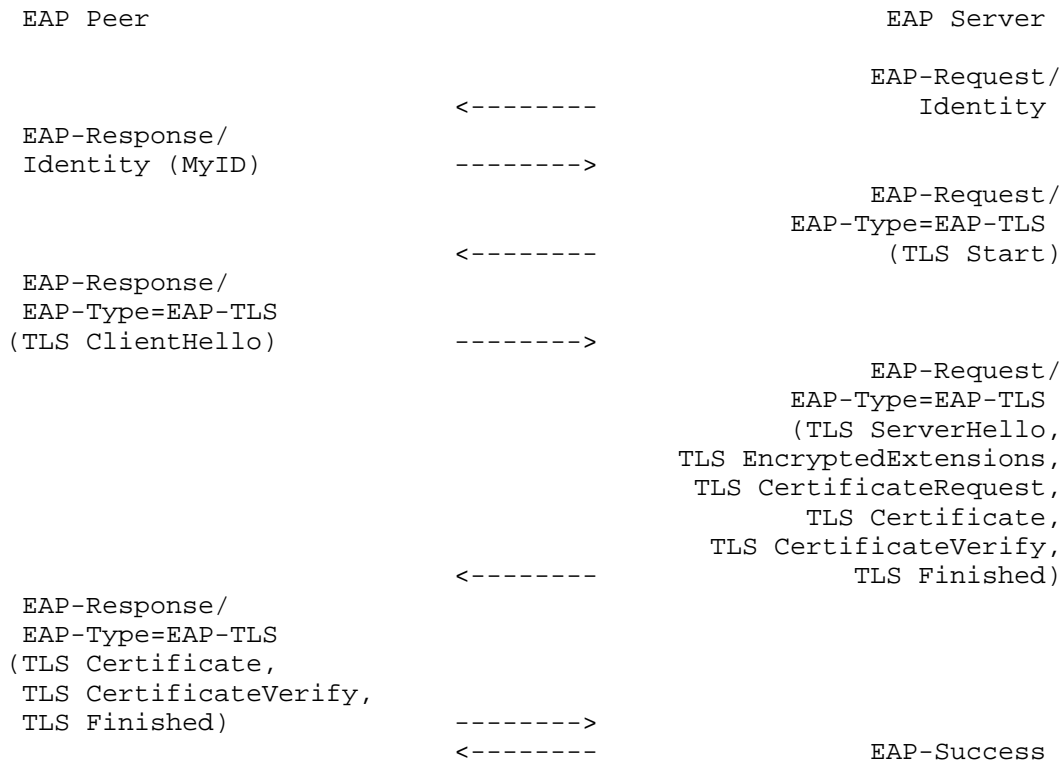 EAP Peer                                                   EAP Server
EAP-Request/
<--------                      Identity
EAP-Response/
Identity (MyID)             -------->
EAP-Request/
EAP-Type=EAP-TLS
<--------                   (TLS Start)
EAP-Response/
EAP-Type=EAP-TLS
(TLS ClientHello)            -------->
EAP-Request/
EAP-Type=EAP-TLS
(TLS ServerHello,
TLS EncryptedExtensions,
TLS CertificateRequest,
TLS Certificate,
TLS CertificateVerify,
<--------                 TLS Finished)
EAP-Response/
EAP-Type=EAP-TLS
(TLS Certificate,
TLS CertificateVerify,
TLS Finished)               -------->
<--------                  EAP-Success